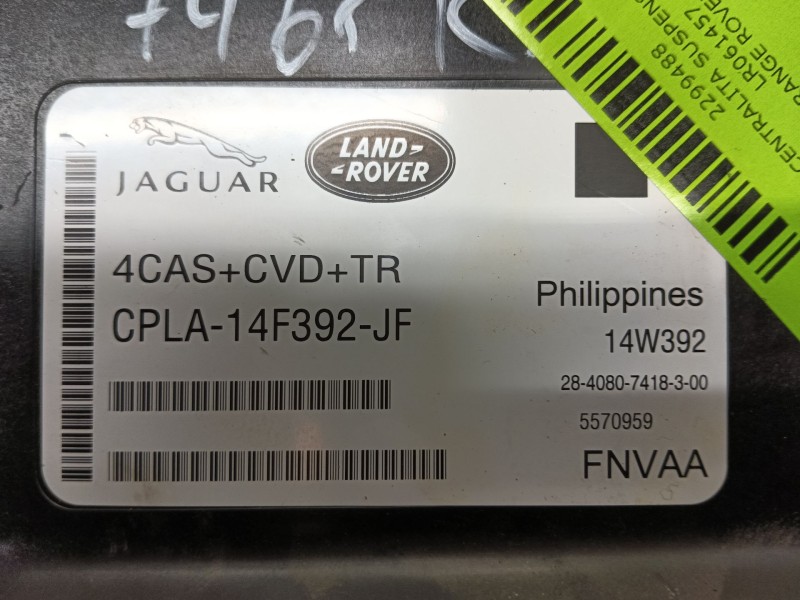 JAGUAR
LAND-
-ROVER
4CAS+CVD+TR
CPLA-14F392-JF
Philippines
14W392
28-4080-7418-3-00
5570959
FNVAA
2299488
CENTRALITA SUSPENS
LR061457
RANGE ROVE